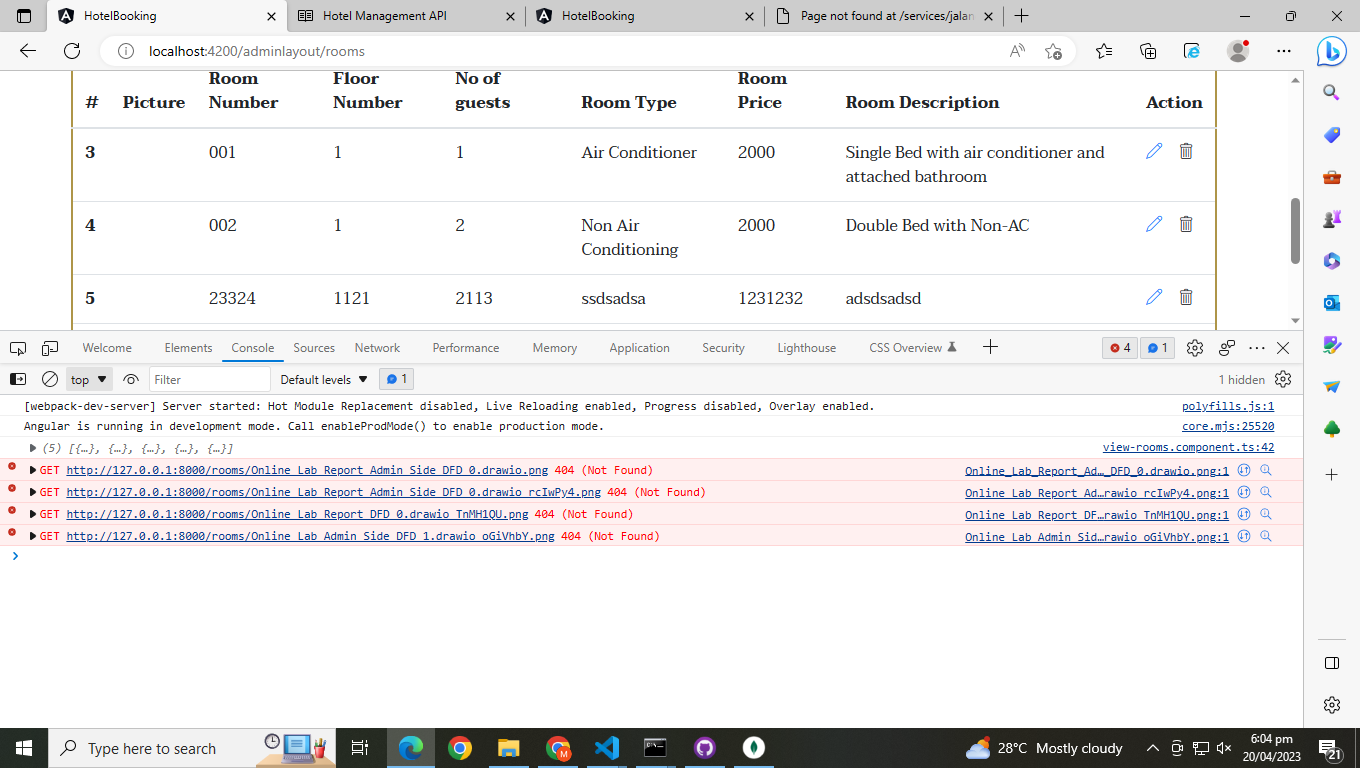 HotelBooking
Hotel Management API
HotelBooking
Page not found at /services/jalan
localhost:4200/adminlayout/rooms
# Picture Room Number Floor Number No of guests Room Type Room Price Room Description Action
3 001 1 1 Air Conditioner 2000 Single Bed with air conditioner and
attached bathroom
4 002 1 2 Non Air 2000 Double Bed with Non-AC
Conditioning
5 23324 1121 2113 ssdsadsa 1231232 adsdsadsd
Welcome Elements Console Sources Network Performance Memory Application Security Lighthouse CSS Overview 4 1
top Filter Default levels 1 1 hidden
[webpack-dev-server] Server started: Hot Module Replacement disabled, Live Reloading enabled, Progress disabled, Overlay enabled. polyfills.js:1
Angular is running in development mode. Call enableProdMode() to enable production mode. core.mjs:25520
(5) [{…}, {…}, {…}, {…}, {…}] view-rooms.component.ts:42
GET http://127.0.0.1:8000/rooms/Online_Lab_Report_Admin_Side_DFD_0.drawio.png 404 (Not Found) Online_Lab_Report_Ad…_DFD_0.drawio.png:1
GET http://127.0.0.1:8000/rooms/Online_Lab_Report_Admin_Side_DFD_0.drawio_rcIwPy4.png 404 (Not Found) Online_Lab_Report_Ad…rawio_rcIwPy4.png:1
GET http://127.0.0.1:8000/rooms/Online_Lab_Report_DFD_0.drawio_TnMH1QU.png 404 (Not Found) Online_Lab_Report_DF…rawio_TnMH1QU.png:1
GET http://127.0.0.1:8000/rooms/Online_Lab_Admin_Side_DFD_1.drawio_oGiVhbY.png 404 (Not Found) Online_Lab_Admin_Sid…rawio_oGiVhbY.png:1
Type here to search
M
28°C Mostly cloudy
6:04 pm
20/04/2023
21